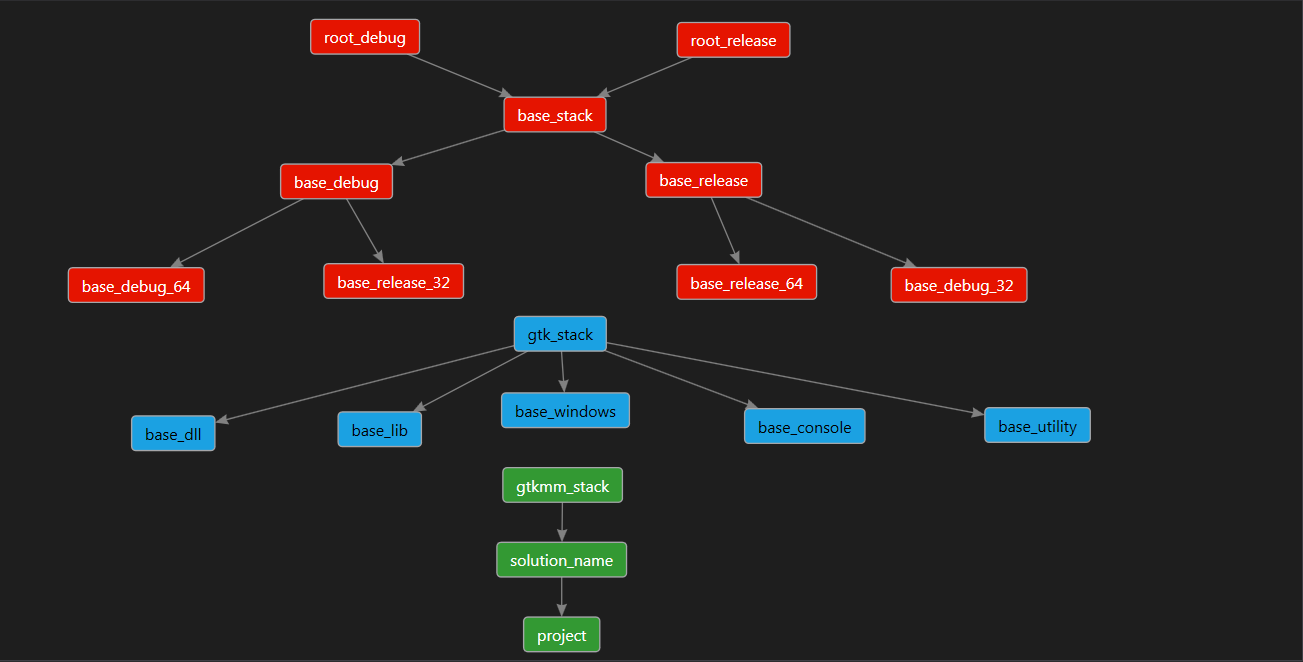 root_debug
root_release
base_stack
base_debug
base_release
base_debug_64
base_release_32
base_release_64
base_debug_32
gtk_stack
base_dll
base_lib
base_windows
base_console
base_utility
gtkmm_stack
solution_name
project